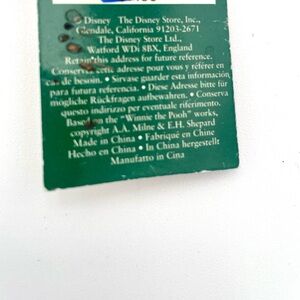 © Disney The Disney Store, Inc.,
Glendale, California 91203-2671
The Disney Store Ltd.,
Watford WD1 8BX, England
Retain this address for future reference.
Conservez cette adresse pour vous y référer en
cas de besoin. • Sírvase guardar esta información
para futura referencia. • Diese Adresse bitte für
mögliche Rückfragen aufbewahren. • Conserva
questo indirizzo per eventuale riferimento.
Based on the "Winnie the Pooh" works,
copyright A.A. Milne & E.H. Shepard
Made in China • Fabriqué en Chine
Hecho en China • In China hergestellt
Manufatto in Cina